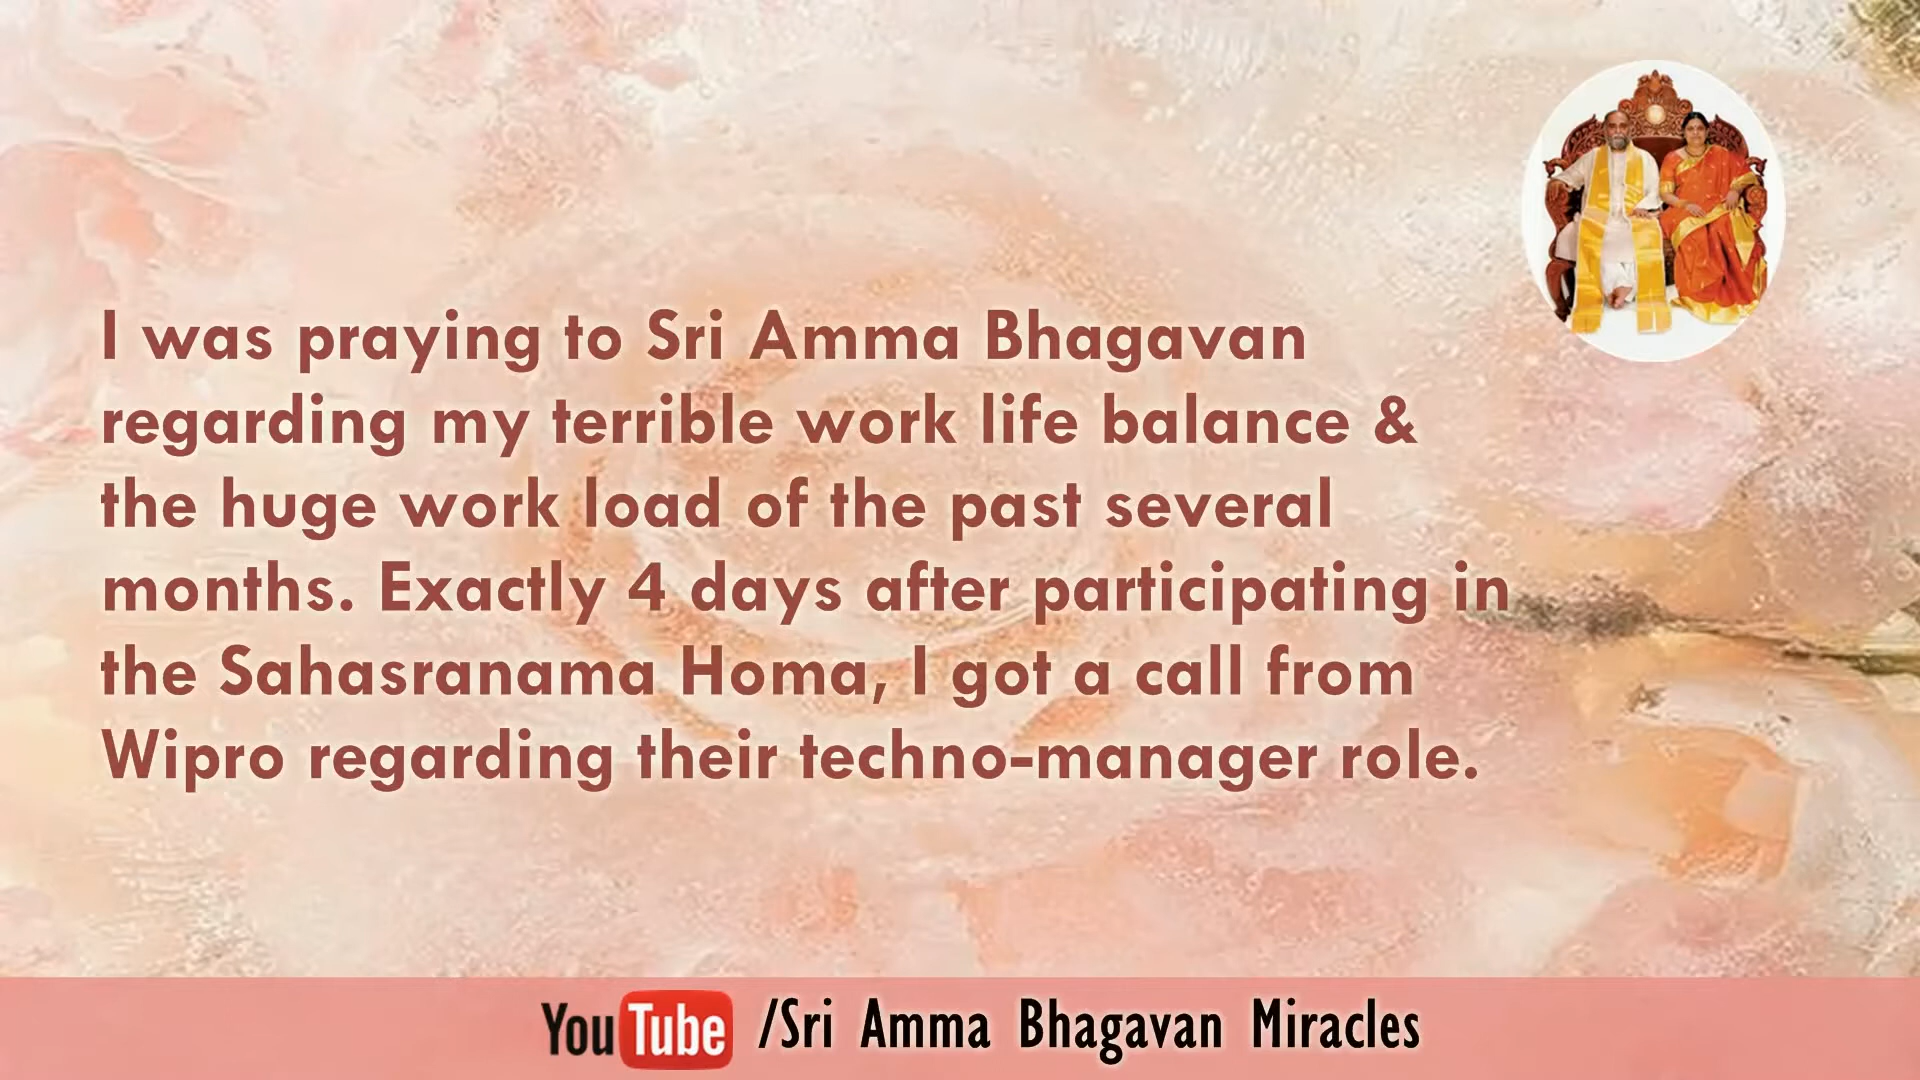 I was praying to Sri Amma Bhagavan
regarding my terrible work life balance &
the huge work load of the past several
months. Exactly 4 days after participating in
the Sahasranama Homa, I got a call from
Wipro regarding their techno-manager role.
YouTube /Sri Amma Bhagavan Miracles